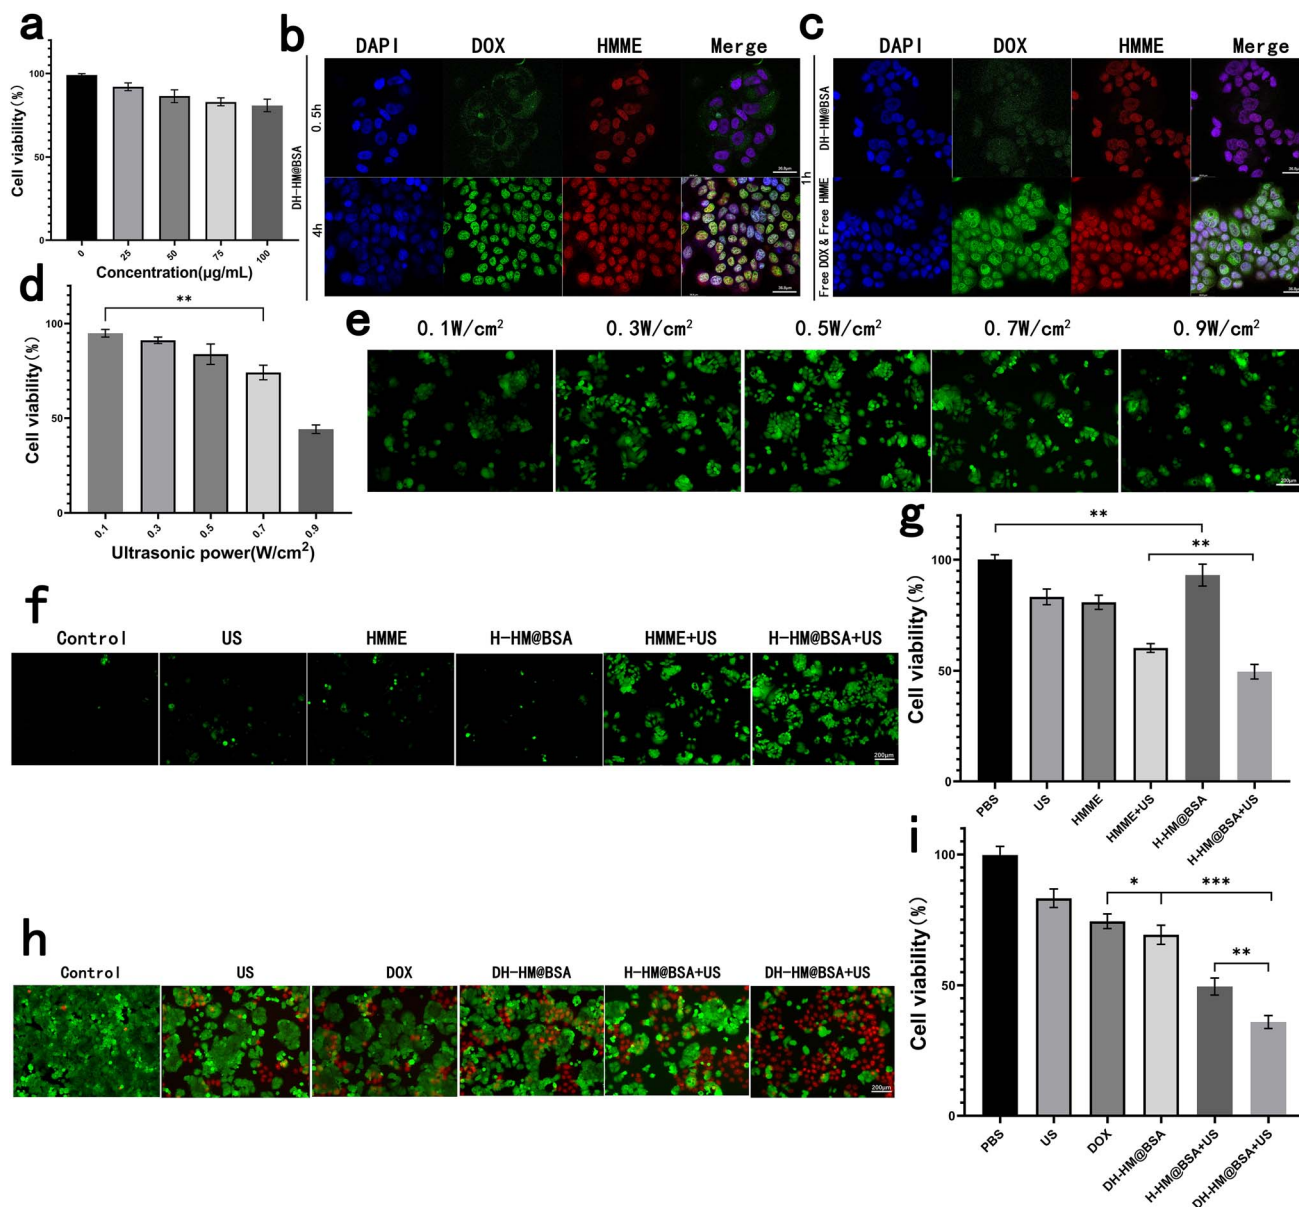 a
Cell viability(%)
100
50
0
0
25
50
75
100
Concentration(μg/mL)
b
DAPI DOX HMME Merge
DH-HM@BSA
0.5h
4h
c
DAPI DOX HMME Merge
1h
DH-HM@BSA
Free DOX & Free HMME
d
**
Cell viability(%)
100
50
0
0.1
0.3
0.5
0.7
0.9
Ultrasonic power(W/cm²)
e
0.1W/cm² 0.3W/cm² 0.5W/cm² 0.7W/cm² 0.9W/cm²
200μm
f
Control US HMME H-HM@BSA HMME+US H-HM@BSA+US
200μm
g
**
**
Cell viability(%)
100
50
0
PBS
US
HMME
HMME+US
H-HM@BSA
H-HM@BSA+US
h
Control US DOX DH-HM@BSA H-HM@BSA+US DH-HM@BSA+US
200μm
i
*
***
**
Cell viability(%)
100
50
0
PBS
US
DOX
DH-HM@BSA
H-HM@BSA+US
DH-HM@BSA+US